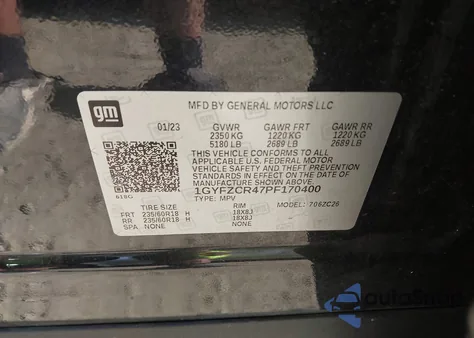 gm
MFD BY GENERAL MOTORS LLC
01/23 GVWR GAWR FRT GAWR RR
2350 KG 1220 KG 1220 KG
5180 LB 2689 LB 2689 LB
THIS VEHICLE CONFORMS TO ALL APPLICABLE
U.S. FEDERAL MOTOR
VEHICLE SAFETY AND THEFT PREVENTION
STANDARDS IN EFFECT ON THE DATE OF
MANUFACTURE SHOWN ABOVE.
1GYFZCR47PF170400
618G TYPE: MPV MODEL: 706ZC26
TIRE SIZE RIM
FRT 235/60R18 H 18X8J
RR 235/60R18 H 18X8J
SPA NONE NONE